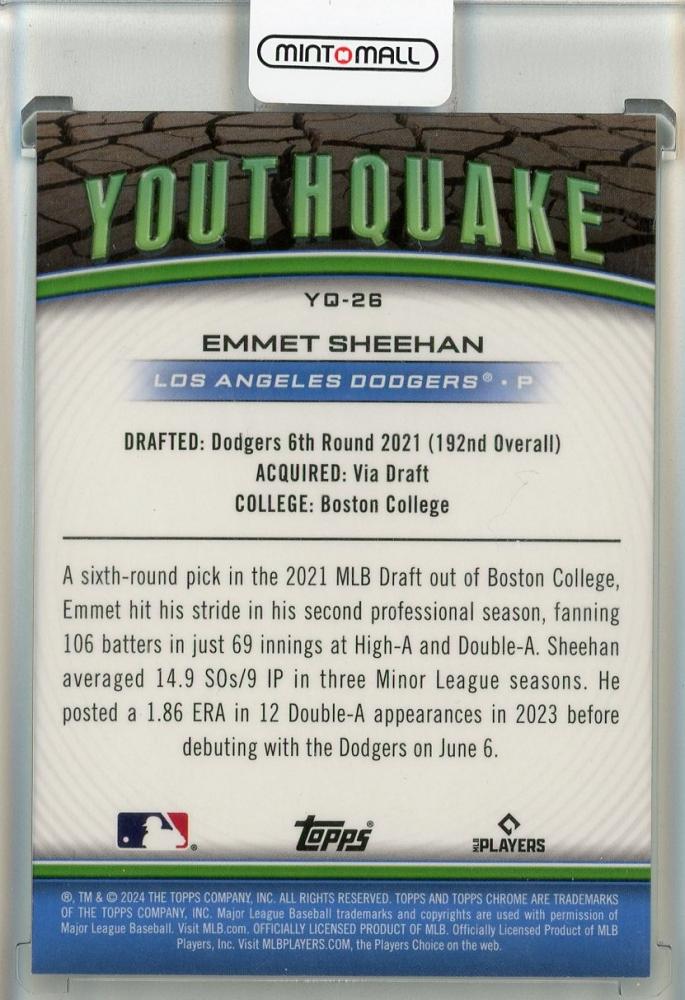 MINT MALL
YOUTHQUAKE
YQ-26
EMMET SHEEHAN
LOS ANGELES DODGERS® • P
DRAFTED: Dodgers 6th Round 2021 (192nd Overall)
ACQUIRED: Via Draft
COLLEGE: Boston College
A sixth-round pick in the 2021 MLB Draft out of Boston College,
Emmet hit his stride in his second professional season, fanning
106 batters in just 69 innings at High-A and Double-A. Sheehan
averaged 14.9 SOs/9 IP in three Minor League seasons. He
posted a 1.86 ERA in 12 Double-A appearances in 2023 before
debuting with the Dodgers on June 6.
® topps® MLB PLAYERS
®, TM & © 2024 THE TOPPS COMPANY, INC. ALL RIGHTS RESERVED. TOPPS AND TOPPS CHROME ARE TRADEMARKS
OF THE TOPPS COMPANY, INC. Major League Baseball trademarks and copyrights are used with permission of
Major League Baseball. Visit MLB.com. OFFICIALLY LICENSED PRODUCT OF MLB. Officially Licensed Product of MLB
Players, Inc. Visit MLBPLAYERS.COM, the Players Choice on the web.